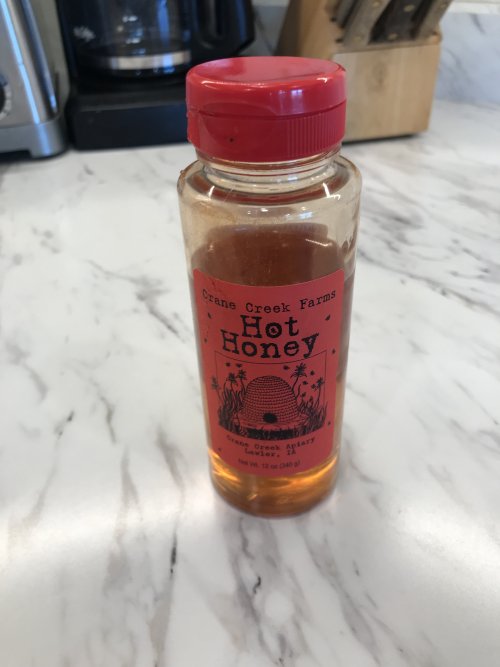 Crane Creek Farms
Hot
Honey
Crane Creek Apiary
Lawler, IA
Net Wt. 12 oz (340 g)